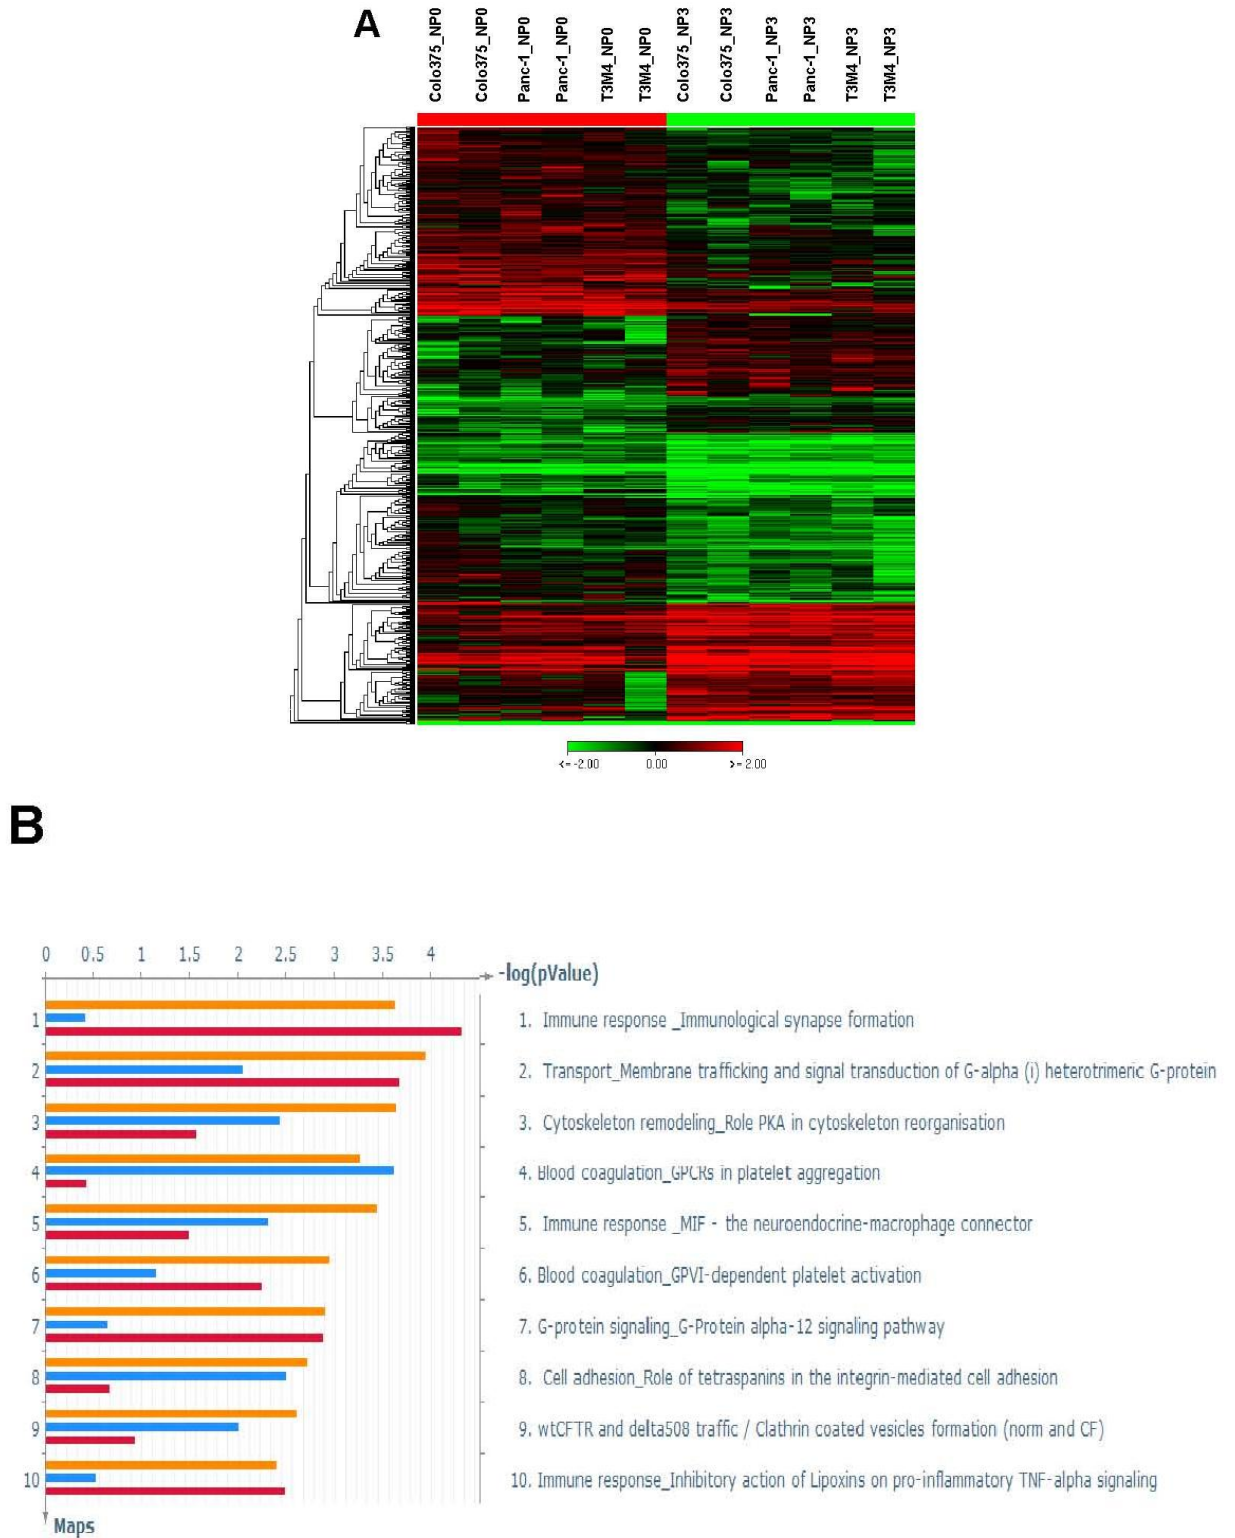 A
Colo375_NP0
Colo375_NP0
Panc-1_NP0
Panc-1_NP0
T3M4_NP0
T3M4_NP0
Colo375_NP3
Colo375_NP3
Panc-1_NP3
Panc-1_NP3
T3M4_NP3
T3M4_NP3
<= -2.00 0.00 >= 2.00
B
0 0.5 1 1.5 2 2.5 3 3.5 4
-log(pValue)
1 1. Immune response _Immunological synapse formation
2 2. Transport_Membrane trafficking and signal transduction of G-alpha (i) heterotrimeric G-protein
3 3. Cytoskeleton remodeling_Role PKA in cytoskeleton reorganisation
4 4. Blood coagulation_GPCRs in platelet aggregation
5 5. Immune response _MIF - the neuroendocrine-macrophage connector
6 6. Blood coagulation_GPVI-dependent platelet activation
7 7. G-protein signaling_G-Protein alpha-12 signaling pathway
8 8. Cell adhesion_Role of tetraspanins in the integrin-mediated cell adhesion
9 9. wtCFTR and delta508 traffic / Clathrin coated vesicles formation (norm and CF)
10 10. Immune response_Inhibitory action of Lipoxins on pro-inflammatory TNF-alpha signaling
Maps